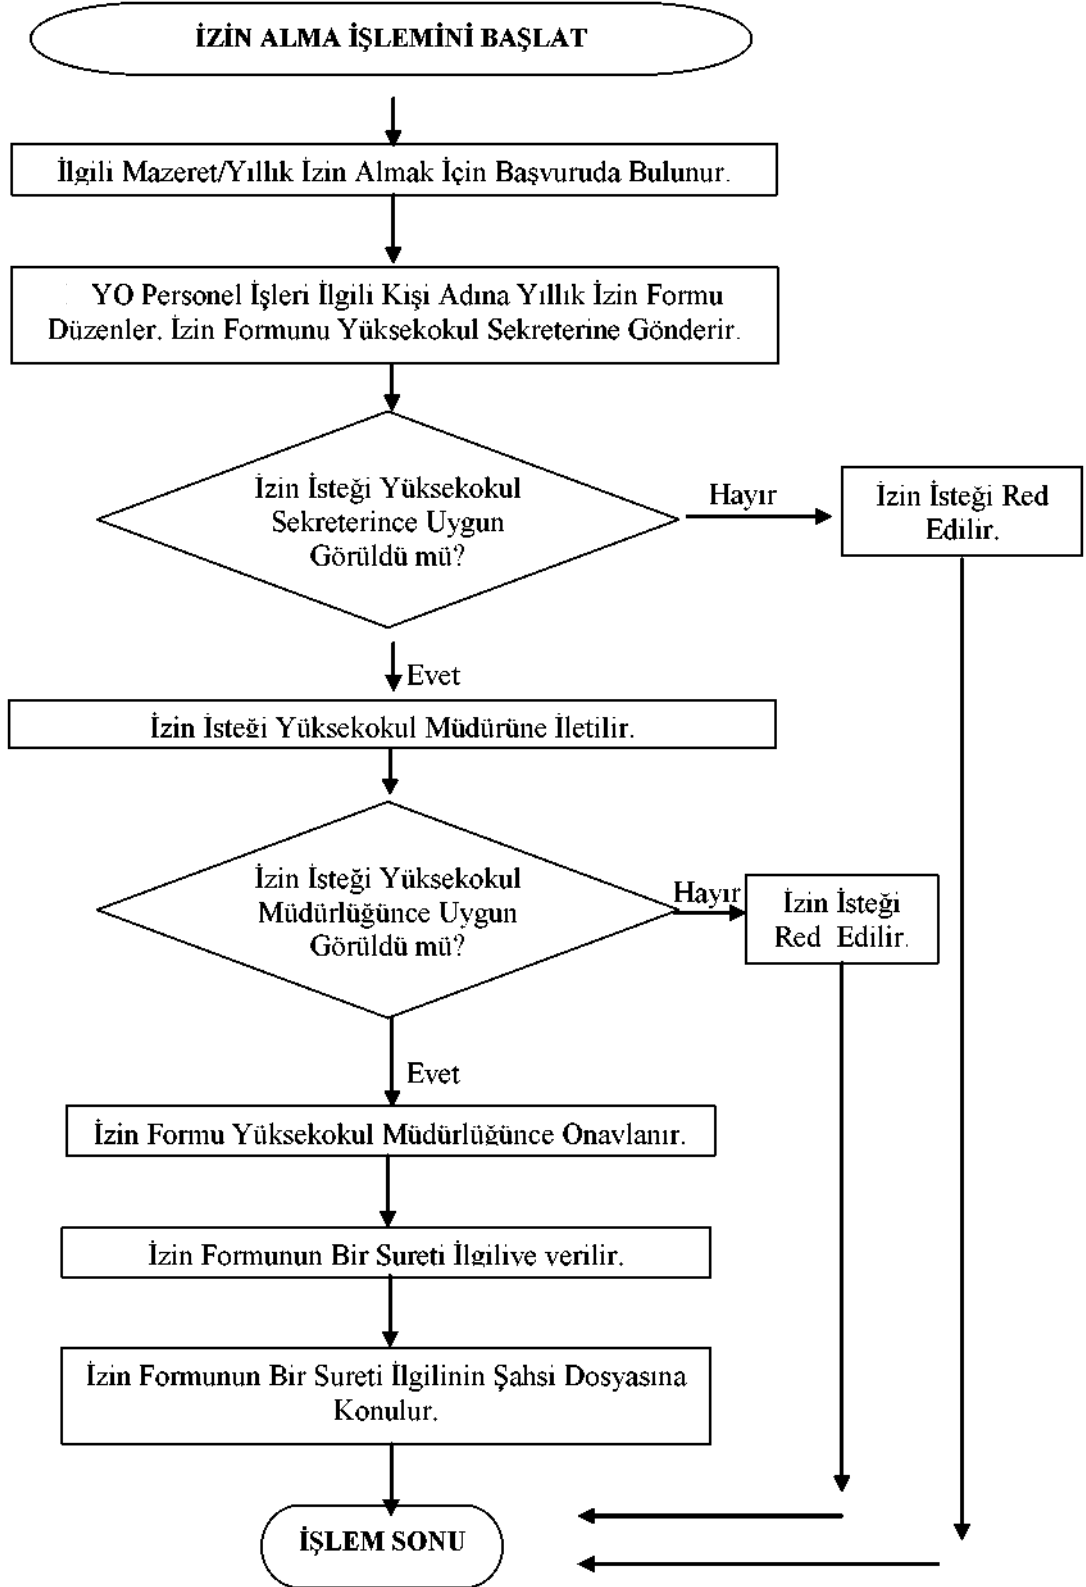 İZİN ALMA İŞLEMİNİ BAŞLAT
İlgili Mazeret/Yıllık İzin Almak İçin Başvuruda Bulunur.
YO Personel İşleri İlgili Kişi Adına Yıllık İzin Formu
Düzenler. İzin Formunu Yüksekokul Sekreterine Gönderir.
İzin İsteği Yüksekokul
Sekreterince Uygun
Görüldü mü?
Hayır
İzin İsteği Red
Edilir.
Evet
İzin İsteği Yüksekokul Müdürüne İletilir.
İzin İsteği Yüksekokul
Müdürlüğünce Uygun
Görüldü mü?
Hayır
İzin İsteği
Red Edilir.
Evet
İzin Formu Yüksekokul Müdürlüğünce Onaylanır.
İzin Formunun Bir Sureti İlgiliye verilir.
İzin Formunun Bir Sureti İlgilinin Şahsi Dosyasına
Konulur.
İŞLEM SONU